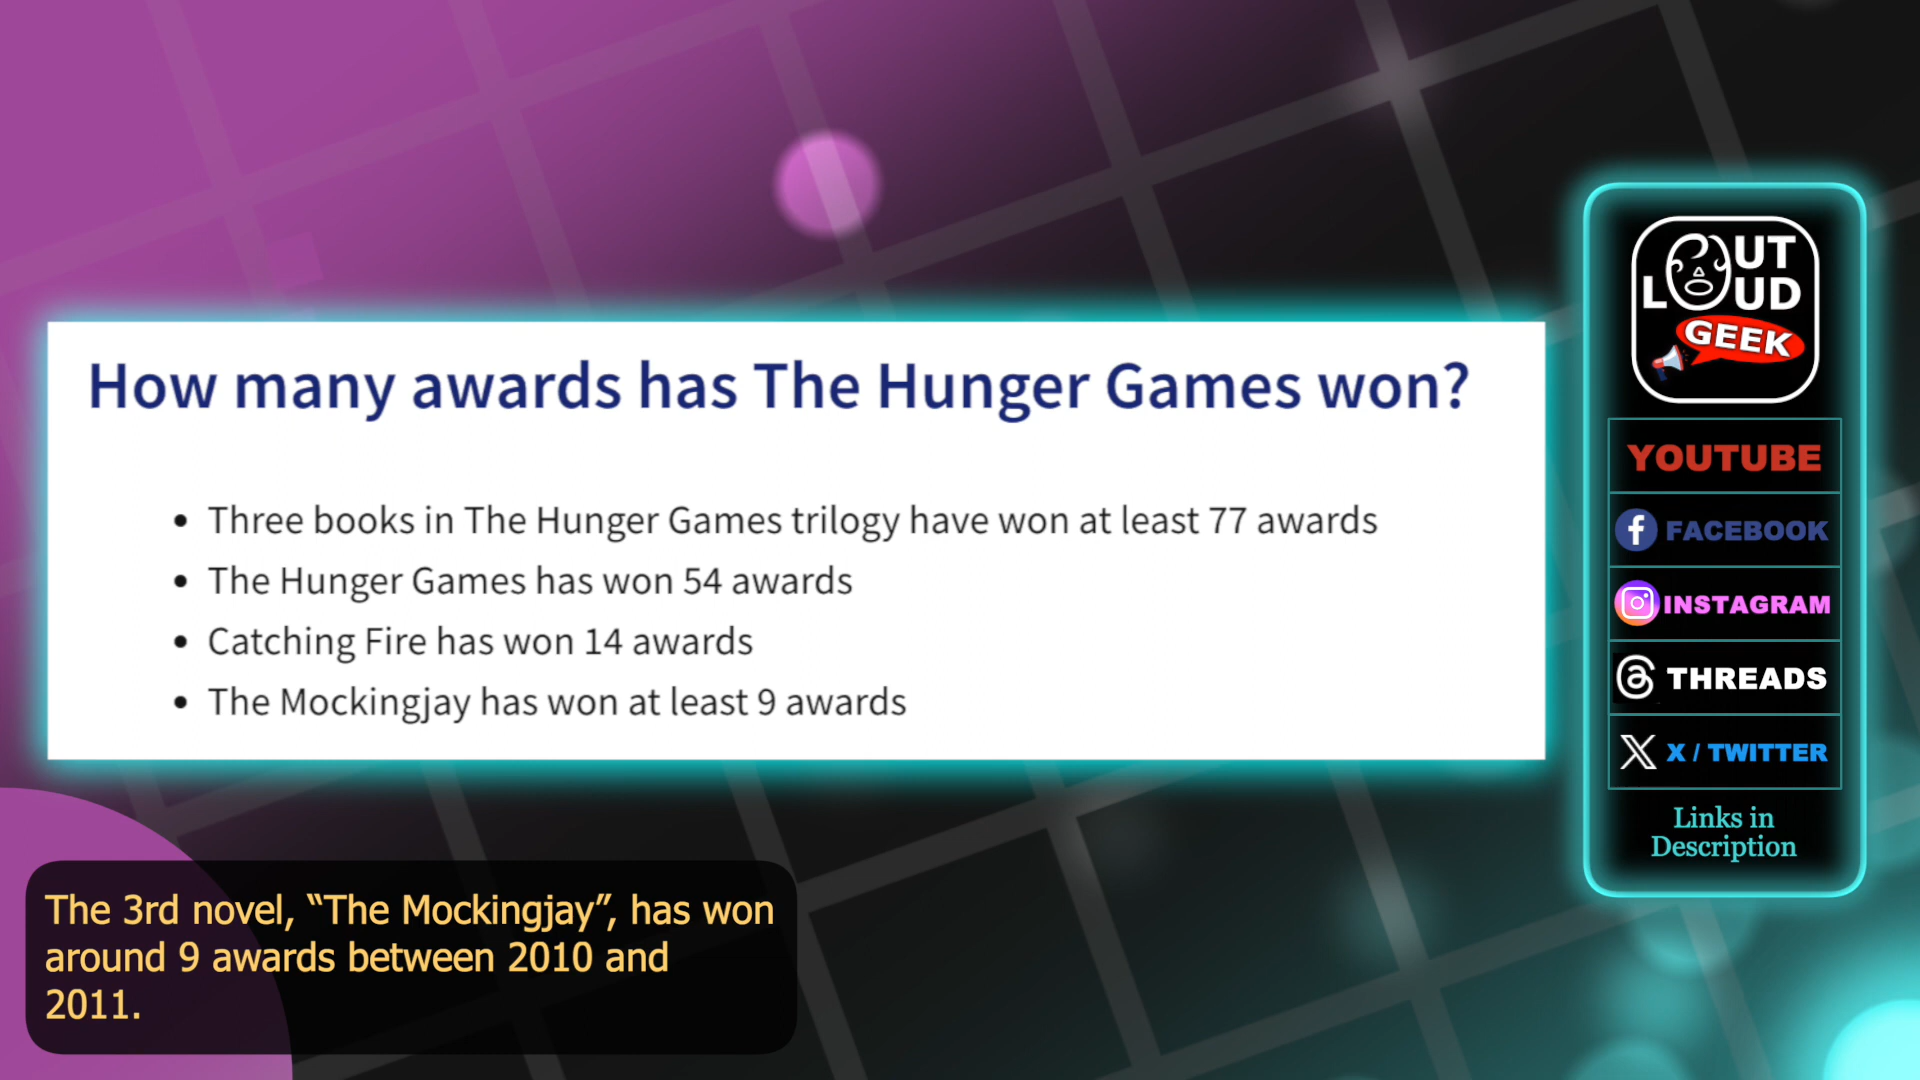 How many awards has The Hunger Games won?
• Three books in The Hunger Games trilogy have won at least 77 awards
• The Hunger Games has won 54 awards
• Catching Fire has won 14 awards
• The Mockingjay has won at least 9 awards
The 3rd novel, “The Mockingjay”, has won
around 9 awards between 2010 and
2011.
OUT
LOUD
GEEK
YOUTUBE
FACEBOOK
INSTAGRAM
THREADS
X / TWITTER
Links in
Description